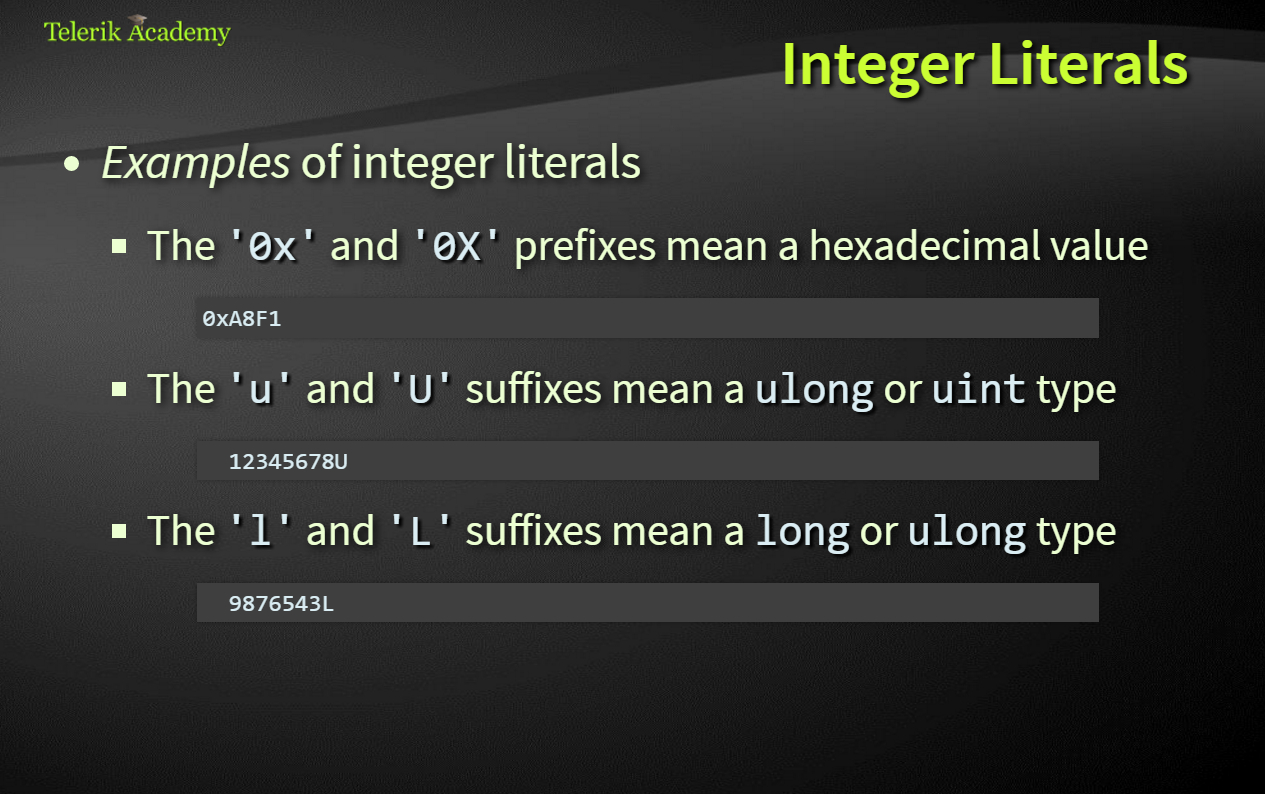 Telerik Academy
Integer Literals
• Examples of integer literals
▪ The '0x' and '0X' prefixes mean a hexadecimal value
0xA8F1
▪ The 'u' and 'U' suffixes mean a ulong or uint type
12345678U
▪ The 'l' and 'L' suffixes mean a long or ulong type
9876543L